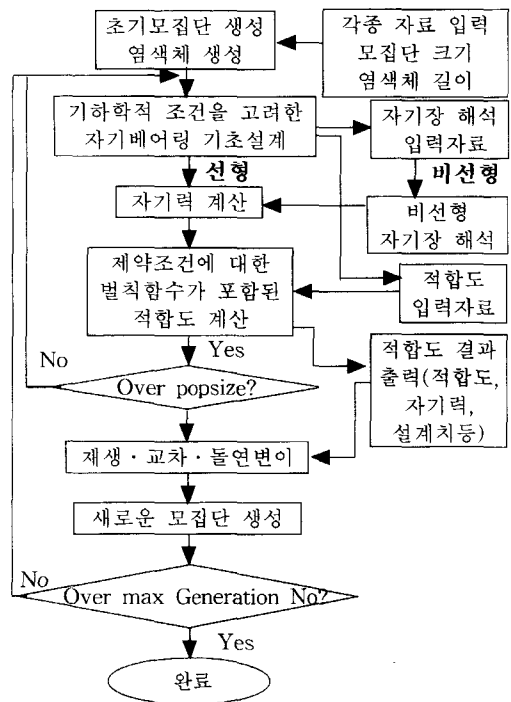 초기모집단 생성
염색체 생성
각종 자료 입력
모집단 크기
염색체 길이
기하학적 조건을 고려한
자기베어링 기초설계
자기장 해석
입력자료
선형
비선형
자기력 계산
비선형
자기장 해석
제약조건에 대한
벌칙함수가 포함된
적합도 계산
적합도
입력자료
No
Yes
Over popsize?
적합도 결과
출력(적합도,
자기력,
설계치등)
재생·교차·돌연변이
새로운 모집단 생성
No
Over max Generation No?
Yes
완료